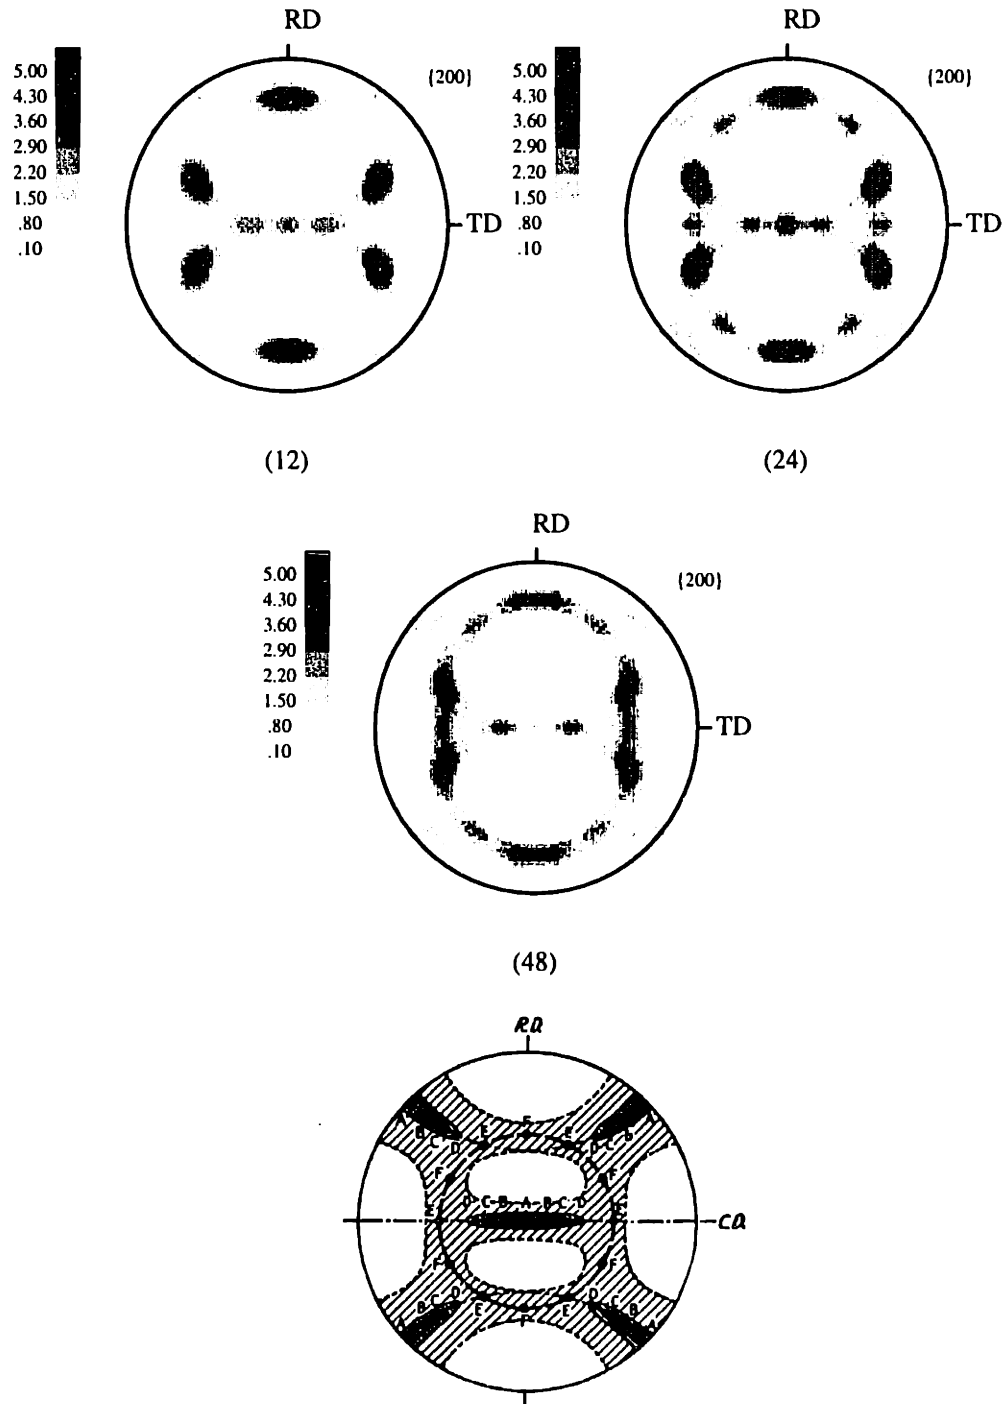 RD
RD
5.00
4.30
3.60
2.90
2.20
1.50
.80
.10
{200}
TD
5.00
4.30
3.60
2.90
2.20
1.50
.80
.10
{200}
TD
(12)
(24)
RD
5.00
4.30
3.60
2.90
2.20
1.50
.80
.10
{200}
TD
(48)
R.D.
A
B
C
D
E
F
E
D
C
B
A
F
F
D C B A B C D
E
E
C.D.
F
F
A
B
C
D
E
F
E
D
C
B
A